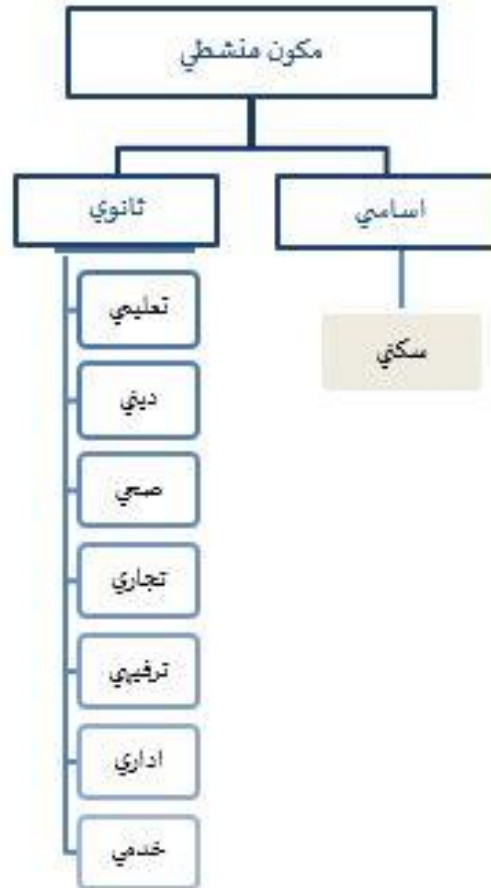 مكون منشطي
اساسي
سكني
ثانوي
تعليمي
ديني
صحي
تجاري
ترفيهي
اداري
خدمي